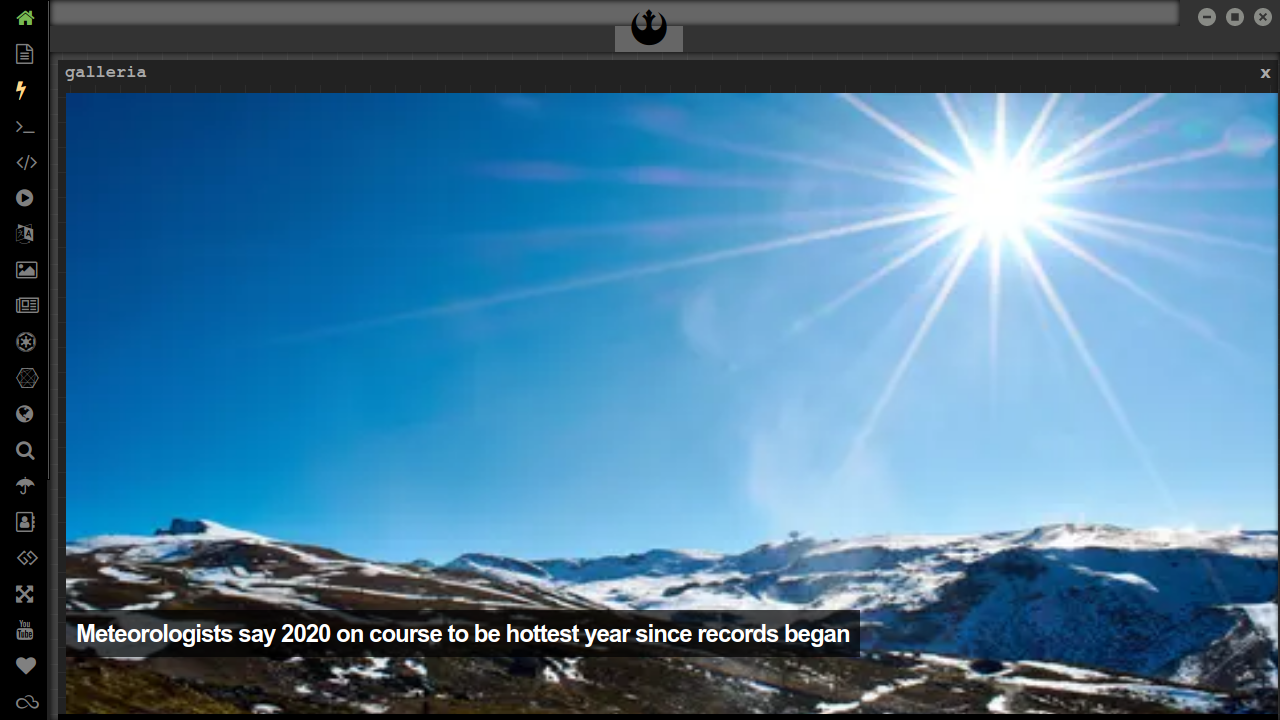 galleria
x
Meteorologists say 2020 on course to be hottest year since records began
You
Tube